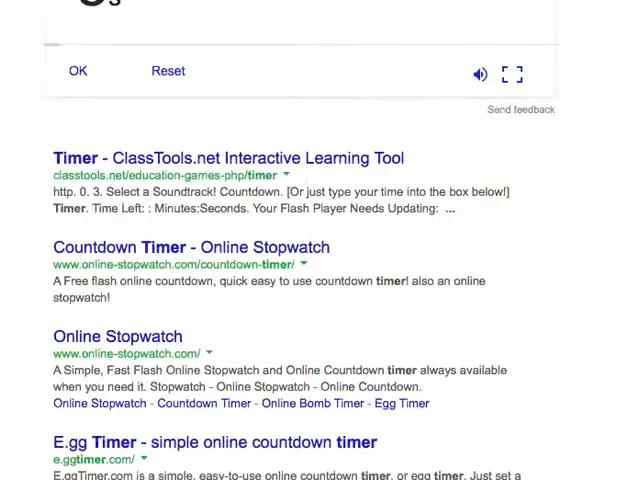 s
OK Reset
Send feedback
Timer - ClassTools.net Interactive Learning Tool
classtools.net/education-games-php/timer
http. 0. 3. Select a Soundtrack! Countdown. [Or just type your time into the box below!]
Timer. Time Left: : Minutes:Seconds. Your Flash Player Needs Updating: ...
Countdown Timer - Online Stopwatch
www.online-stopwatch.com/countdown-timer/
A Free flash online countdown, quick easy to use countdown timer! also an online
stopwatch!
Online Stopwatch
www.online-stopwatch.com/
A Simple, Fast Flash Online Stopwatch and Online Countdown timer always available
when you need it. Stopwatch - Online Stopwatch - Online Countdown.
Online Stopwatch - Countdown Timer - Online Bomb Timer - Egg Timer
E.gg Timer - simple online countdown timer
e.ggtimer.com/
E.ggTimer.com is a simple, easy-to-use online countdown timer, or egg timer. Just set a